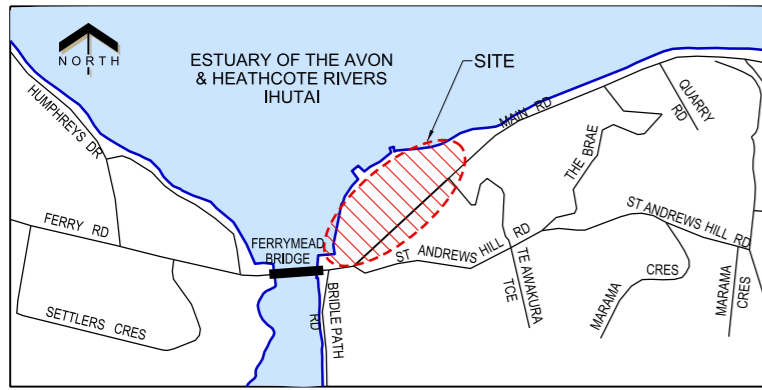 NORTH
ESTUARY OF THE AVON
& HEATHCOTE RIVERS
IHUTAI
SITE
HUMPHREYS DR
MAIN RD
QUARRY
RD
THE BRAE
FERRY RD
FERRYMEAD
BRIDGE
ST ANDREWS HILL RD
ST ANDREWS HILL RD
SETTLERS CRES
BRIDLE PATH
RD
TE AWAKURA
TCE
MARAMA
CRES
MARAMA
CRES